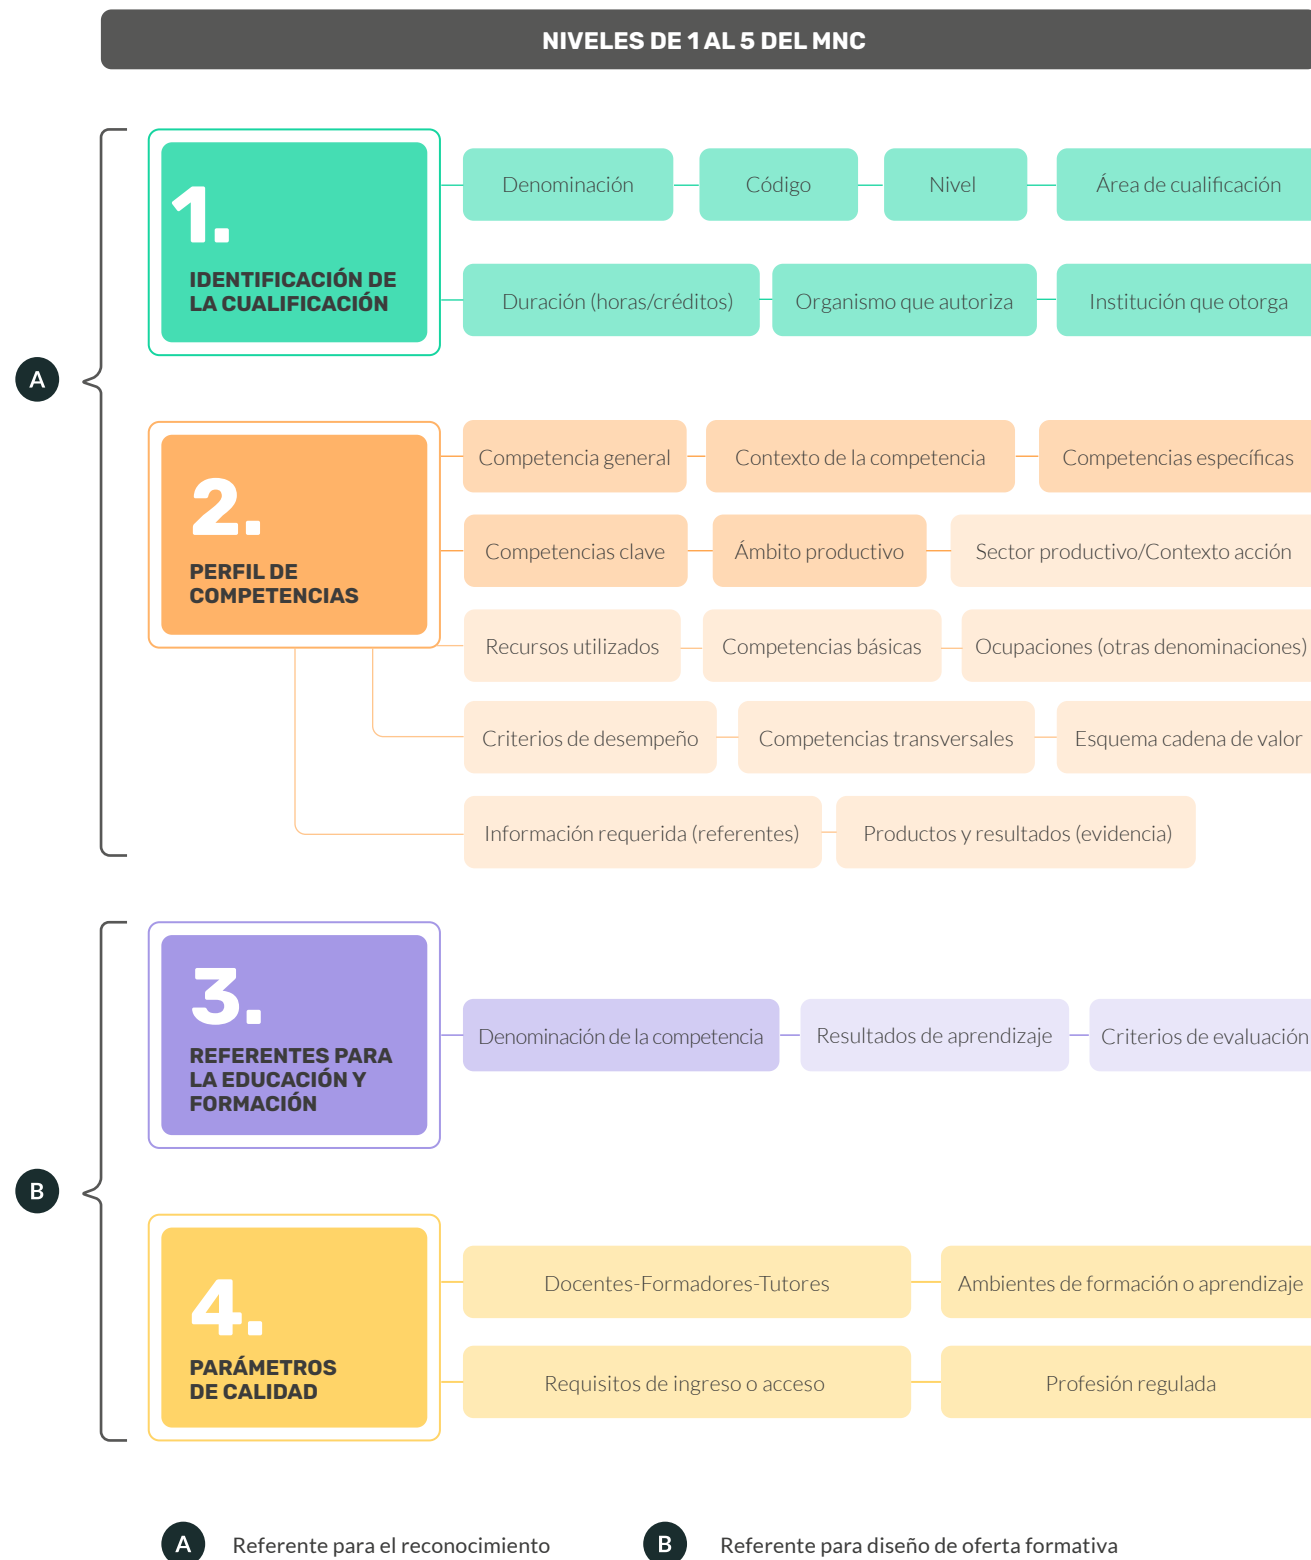 NIVELES DE 1 AL 5 DEL MNC
A
1.
IDENTIFICACIÓN DE
LA CUALIFICACIÓN
Denominación
Código
Nivel
Área de cualificación
Duración (horas/créditos)
Organismo que autoriza
Institución que otorga
2.
PERFIL DE
COMPETENCIAS
Competencia general
Contexto de la competencia
Competencias específicas
Competencias clave
Ámbito productivo
Sector productivo/Contexto acción
Recursos utilizados
Competencias básicas
Ocupaciones (otras denominaciones)
Criterios de desempeño
Competencias transversales
Esquema cadena de valor
Información requerida (referentes)
Productos y resultados (evidencia)
B
3.
REFERENTES PARA
LA EDUCACIÓN Y
FORMACIÓN
Denominación de la competencia
Resultados de aprendizaje
Criterios de evaluación
4.
PARÁMETROS
DE CALIDAD
Docentes-Formadores-Tutores
Ambientes de formación o aprendizaje
Requisitos de ingreso o acceso
Profesión regulada
A Referente para el reconocimiento
B Referente para diseño de oferta formativa